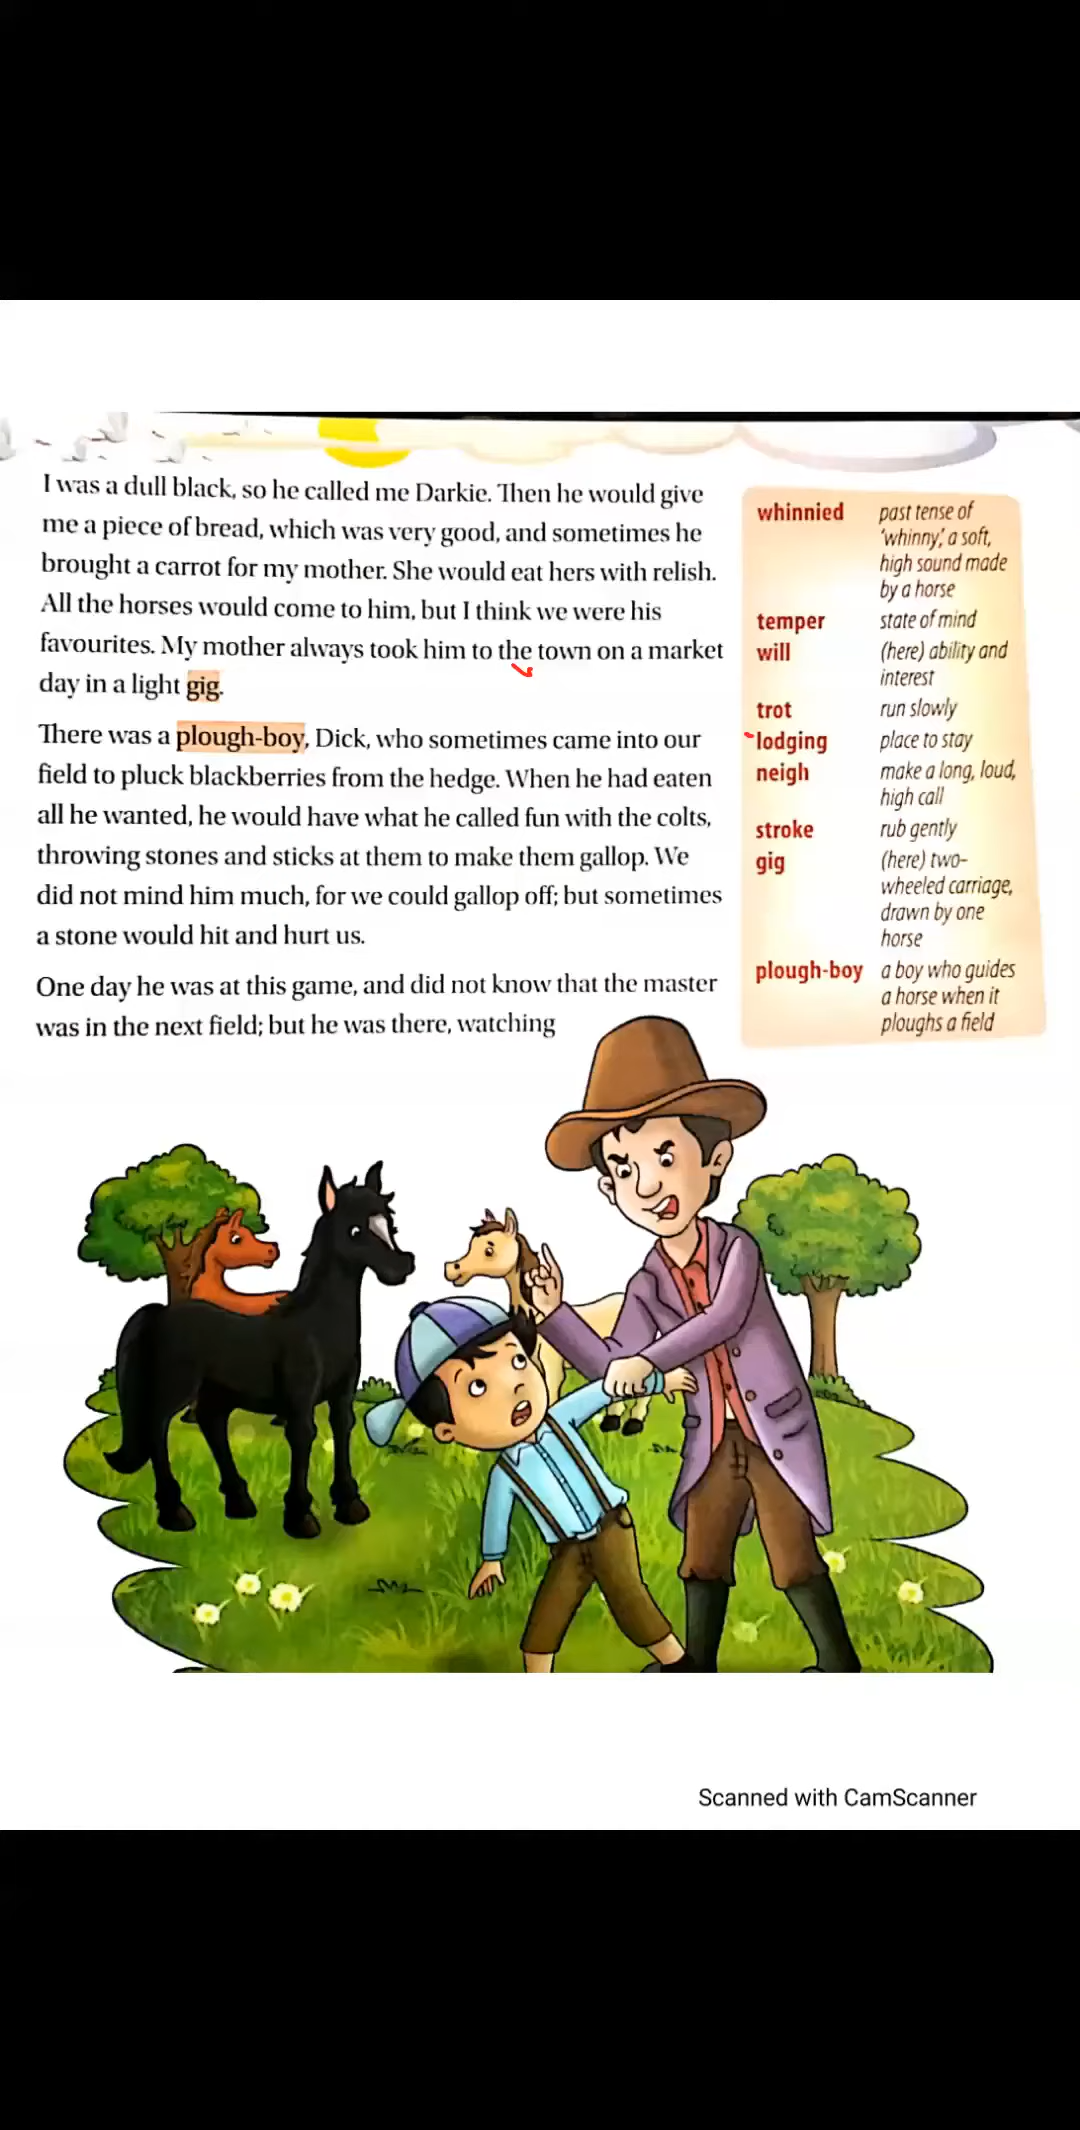 I was a dull black, so he called me Darkie. Then he would give
me a piece of bread, which was very good, and sometimes he
brought a carrot for my mother. She would eat hers with relish.
All the horses would come to him, but I think we were his
favourites. My mother always took him to the town on a market
day in a light gig.
There was a plough-boy, Dick, who sometimes came into our
field to pluck blackberries from the hedge. When he had eaten
all he wanted, he would have what he called fun with the colts,
throwing stones and sticks at them to make them gallop. We
did not mind him much, for we could gallop off; but sometimes
a stone would hit and hurt us.
One day he was at this game, and did not know that the master
was in the next field; but he was there, watching
whinnied past tense of
'whinny', a soft,
high sound made
by a horse
temper state of mind
will (here) ability and
interest
trot run slowly
lodging place to stay
neigh make a long, loud,
high call
stroke rub gently
gig (here) two-
wheeled carriage,
drawn by one
horse
plough-boy a boy who guides
a horse when it
ploughs a field
Scanned with CamScanner